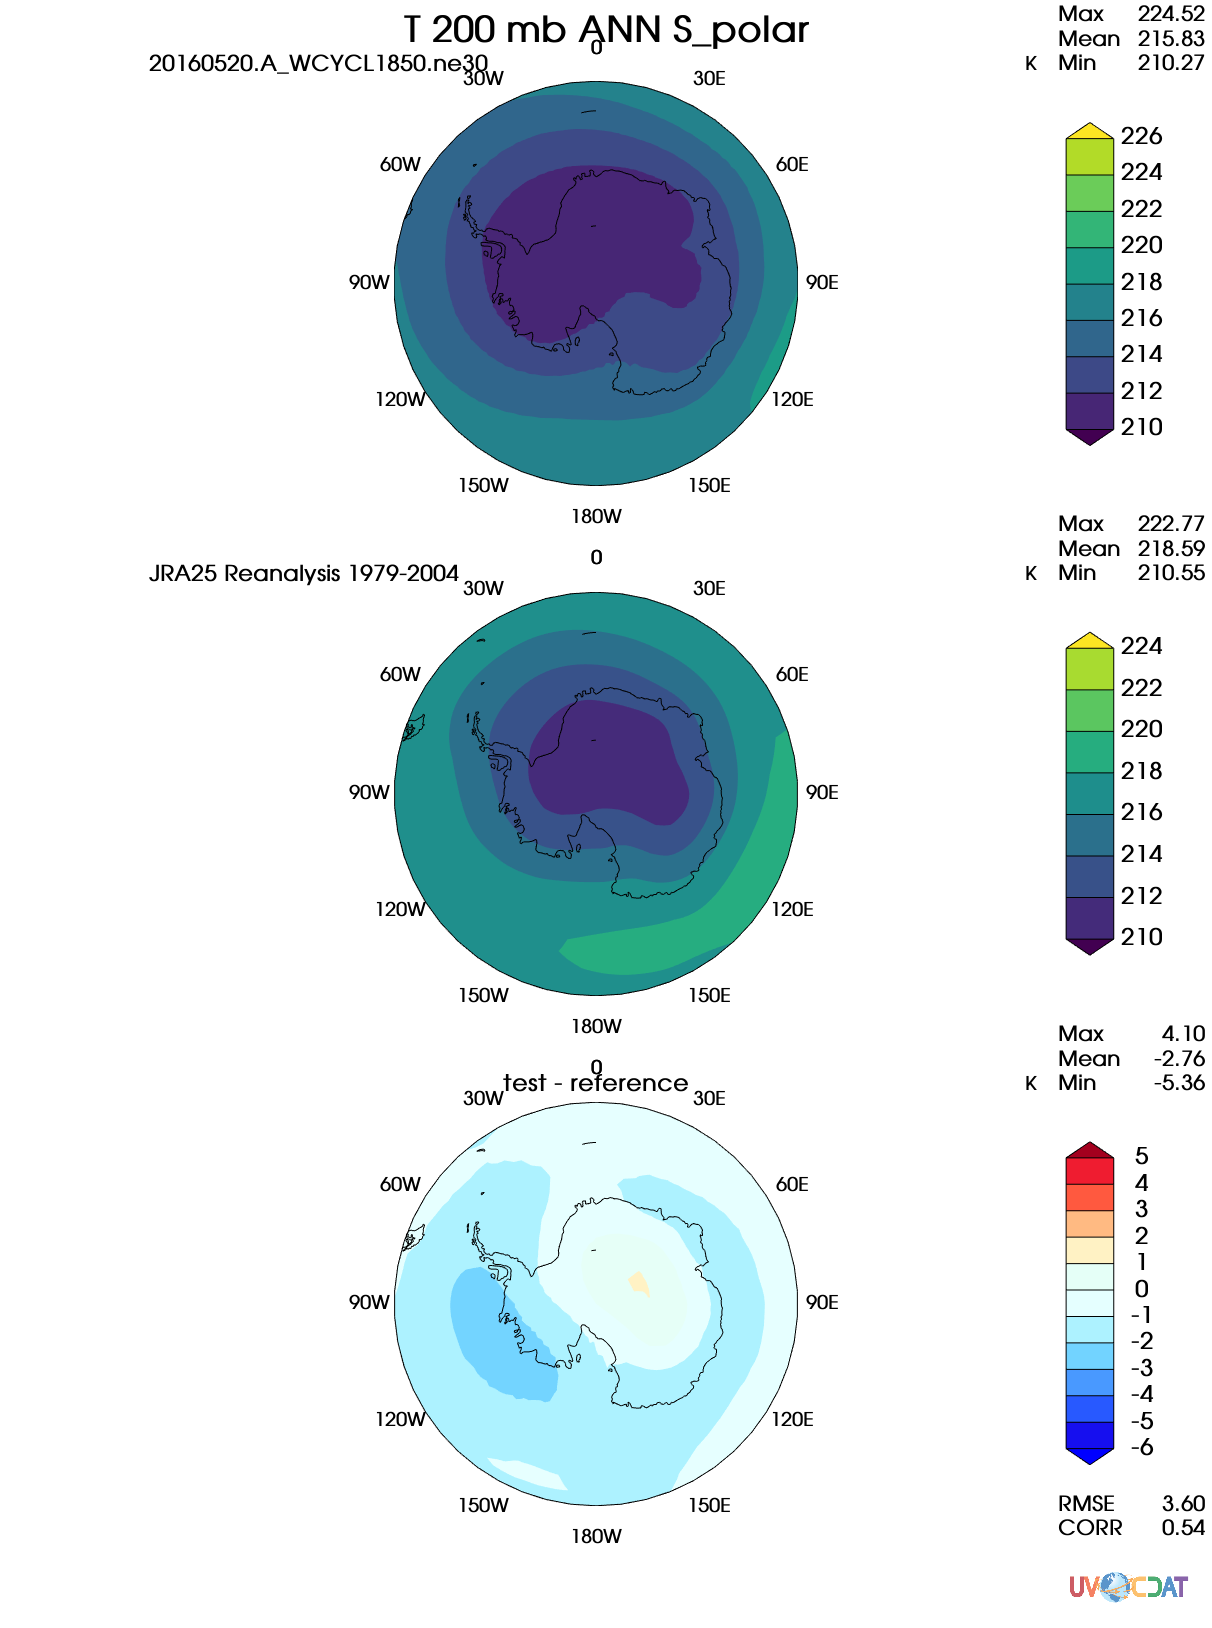 T 200 mb ANN S_polar
20160520.A_WCYCL1850.ne30
Max 224.52
Mean 215.83
K Min 210.27
0
30W 30E
60W 60E
90W 90E
120W 120E
150W 150E
180W
226
224
222
220
218
216
214
212
210
JRA25 Reanalysis 1979-2004
Max 222.77
Mean 218.59
K Min 210.55
0
30W 30E
60W 60E
90W 90E
120W 120E
150W 150E
180W
224
222
220
218
216
214
212
210
test - reference
Max 4.10
Mean -2.76
K Min -5.36
0
30W 30E
60W 60E
90W 90E
120W 120E
150W 150E
180W
5
4
3
2
1
0
-1
-2
-3
-4
-5
-6
RMSE 3.60
CORR 0.54
UV CDAT